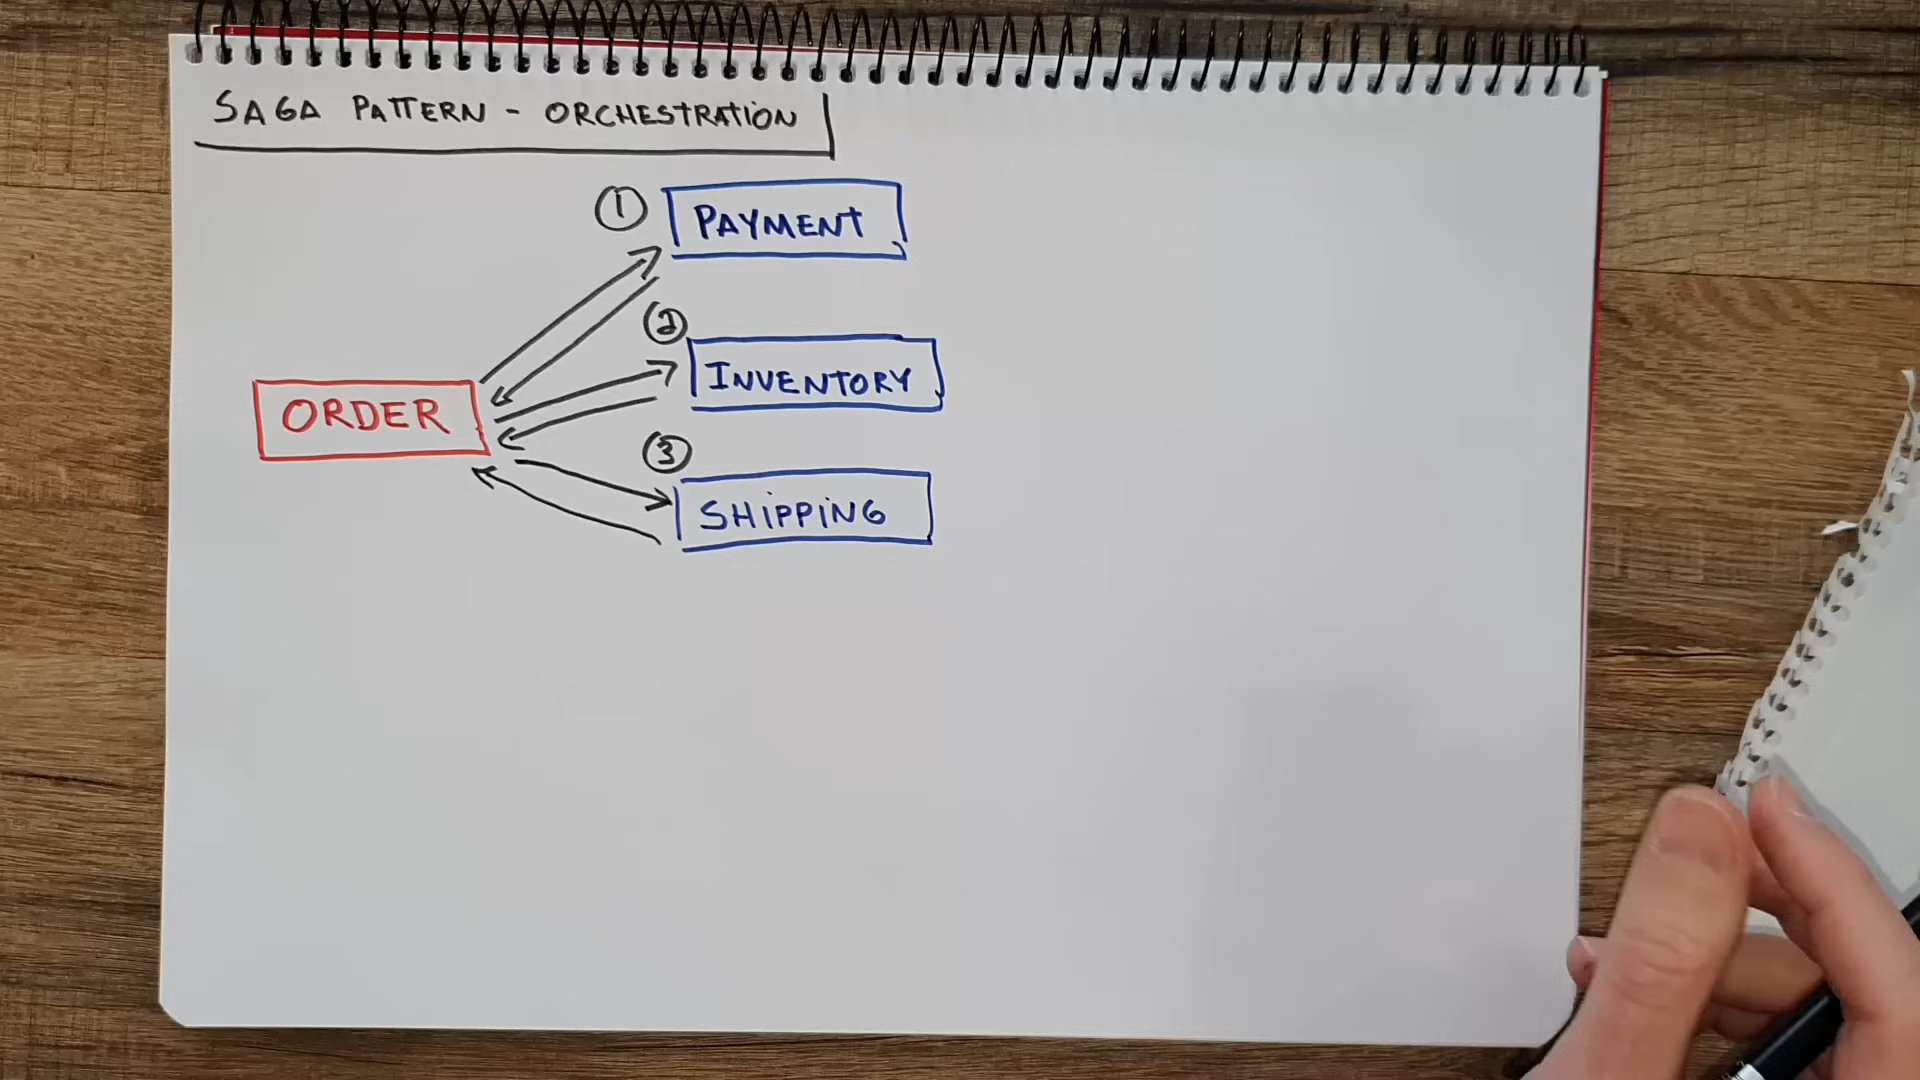 SAGA PATTERN - ORCHESTRATION
1
PAYMENT
2
INVENTORY
ORDER
3
SHIPPING